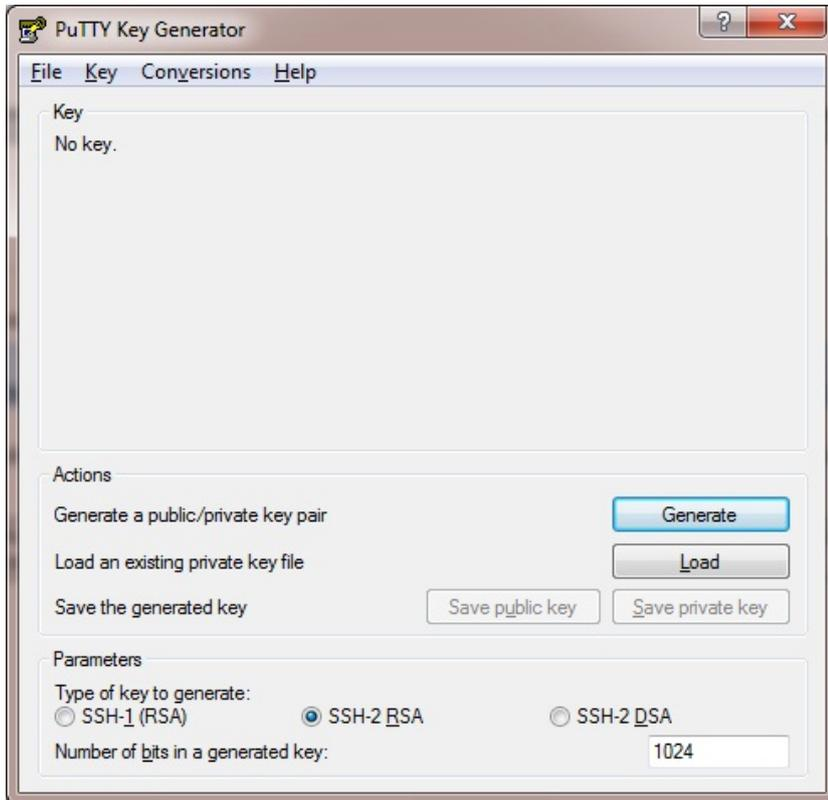 PuTTY Key Generator
File Key Conversions Help
Key
No key.
Actions
Generate a public/private key pair Generate
Load an existing private key file Load
Save the generated key Save public key Save private key
Parameters
Type of key to generate:
SSH-1 (RSA) SSH-2 RSA SSH-2 DSA
Number of bits in a generated key: 1024